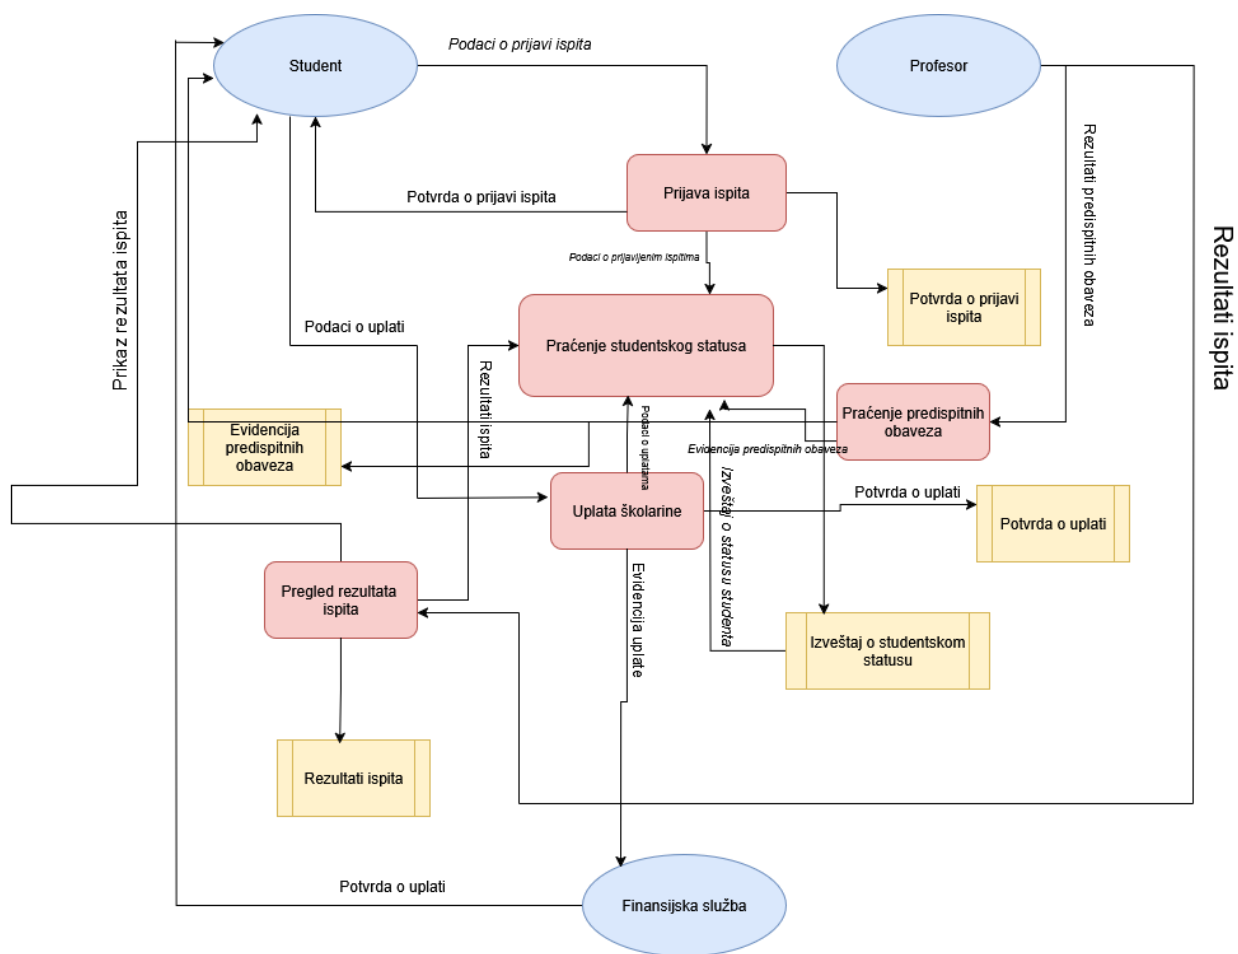 Podaci o prijavi ispita
Student
Profesor
Rezultati predispitnih obaveza
Prijava ispita
Potvrda o prijavi ispita
Rezultati ispita
Prikaz rezultata ispita
Podaci o prijavljenim ispitima
Potvrda o prijavi
ispita
Podaci o uplati
Praćenje studentskog statusa
Rezultati ispita
Praćenje predispitnih
obaveza
Evidencija
predispitnih
obaveza
Podaci o uplatama
Evidencija predispitnih obaveza
Izveštaj o statusu studenta
Uplata školarine
Potvrda o uplati
Potvrda o uplati
Evidencija uplate
Pregled rezultata
ispita
Izveštaj o studentskom
statusu
Rezultati ispita
Potvrda o uplati
Finansijska služba